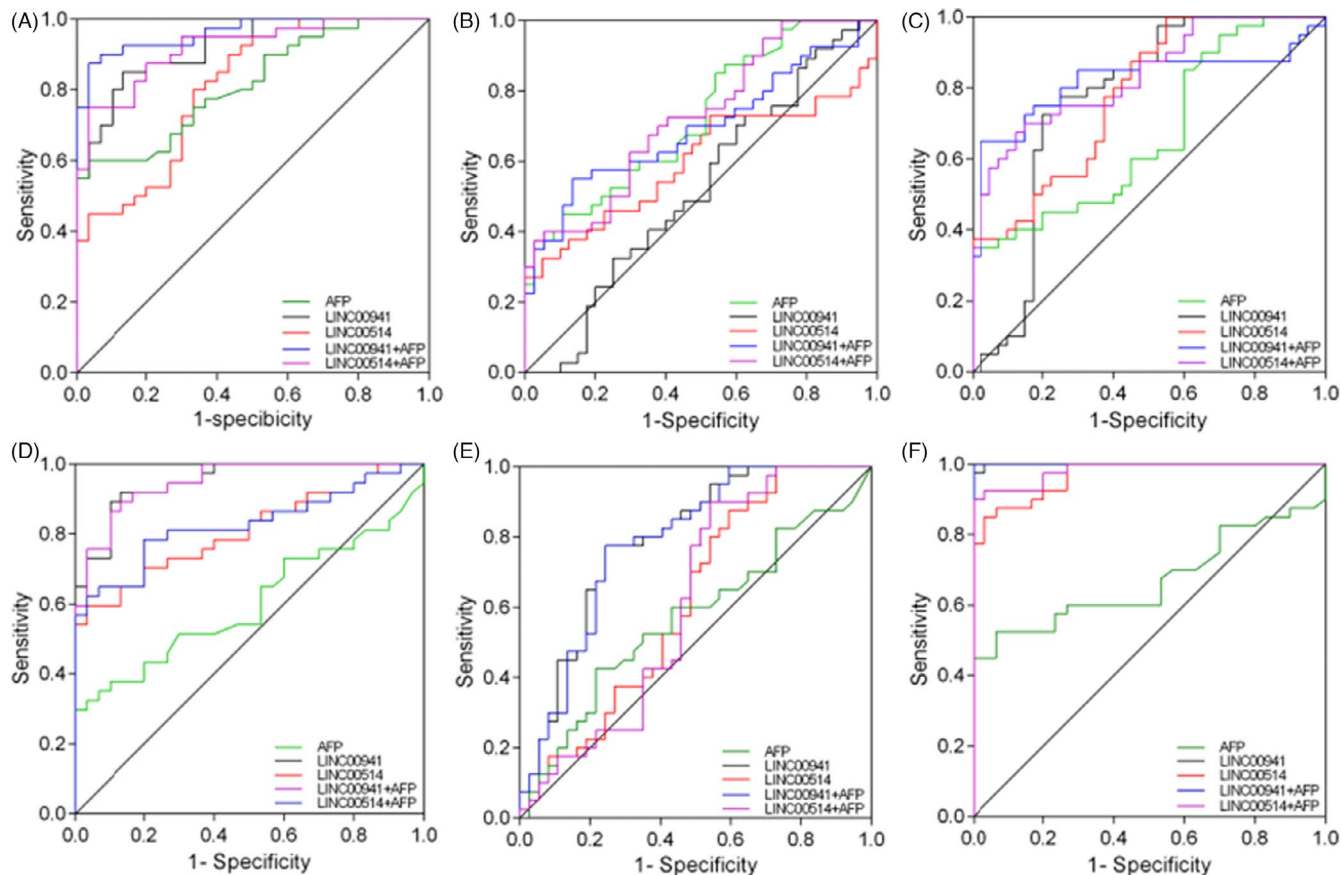 (A)
1.0
0.8
0.6
0.4
0.2
0.0
Sensitivity
AFP
LINC00941
LINC00514
LINC00941+AFP
LINC00514+AFP
0.0 0.2 0.4 0.6 0.8 1.0
1-specibicity
(B)
1.0
0.8
0.6
0.4
0.2
0.0
Sensitivity
AFP
LINC00941
LINC00514
LINC00941+AFP
LINC00514+AFP
0.0 0.2 0.4 0.6 0.8 1.0
1-Specificity
(C)
1.0
0.8
0.6
0.4
0.2
0.0
Sensitivity
AFP
LINC00941
LINC00514
LINC00941+AFP
LINC00514+AFP
0.0 0.2 0.4 0.6 0.8 1.0
1-Specificity
(D)
1.0
0.8
0.6
0.4
0.2
0.0
Sensitivity
AFP
LINC00941
LINC00514
LINC00941+AFP
LINC00514+AFP
0.0 0.2 0.4 0.6 0.8 1.0
1- Specificity
(E)
1.0
0.8
0.6
0.4
0.2
0.0
Sensitivity
AFP
LINC00941
LINC00514
LINC00941+AFP
LINC00514+AFP
0.0 0.2 0.4 0.6 0.8 1.0
1- Specificity
(F)
1.0
0.8
0.6
0.4
0.2
0.0
Sensitivity
AFP
LINC00941
LINC00514
LINC00941+AFP
LINC00514+AFP
0.0 0.2 0.4 0.6 0.8 1.0
1- Specificity